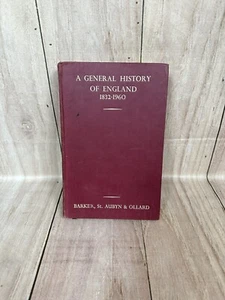 A GENERAL HISTORY
OF ENGLAND
1832-1960
BARKER, St. AUBYN & OLLARD